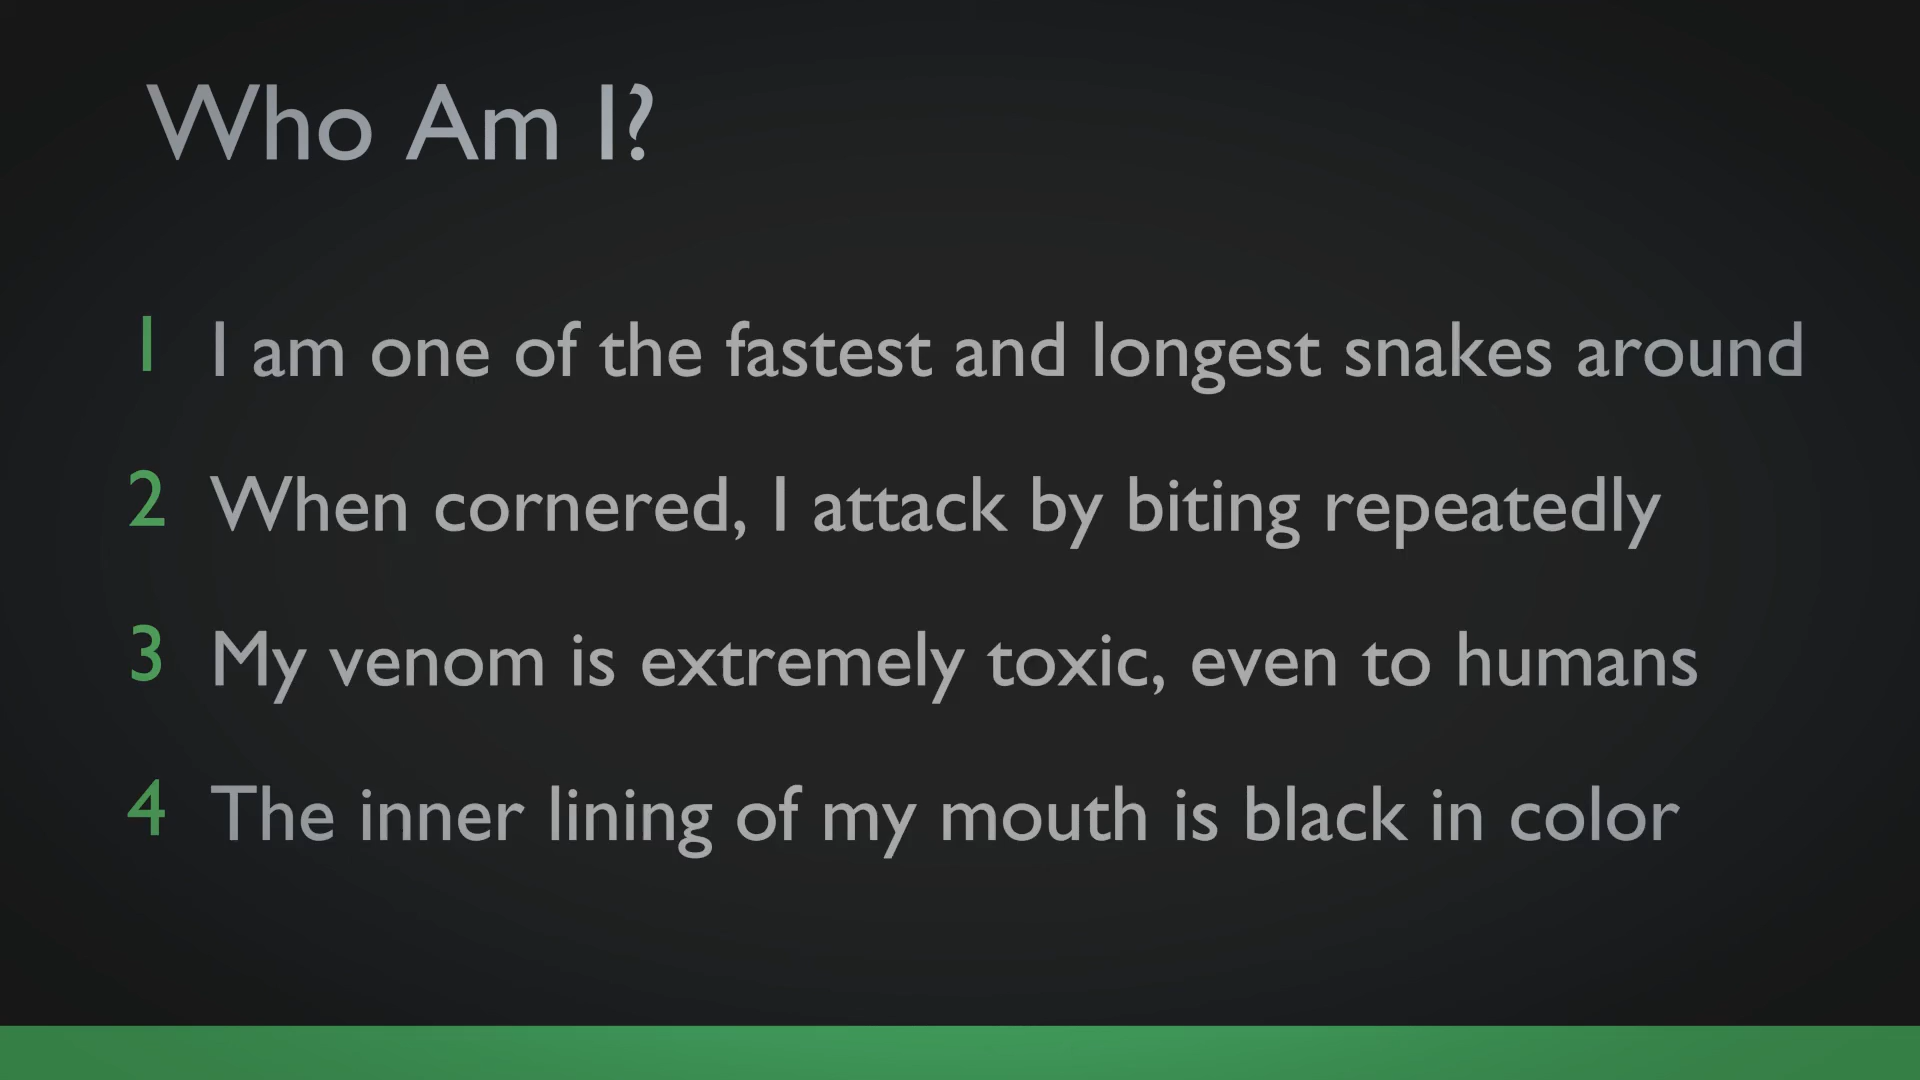 Who Am I?
1 I am one of the fastest and longest snakes around
2 When cornered, I attack by biting repeatedly
3 My venom is extremely toxic, even to humans
4 The inner lining of my mouth is black in color